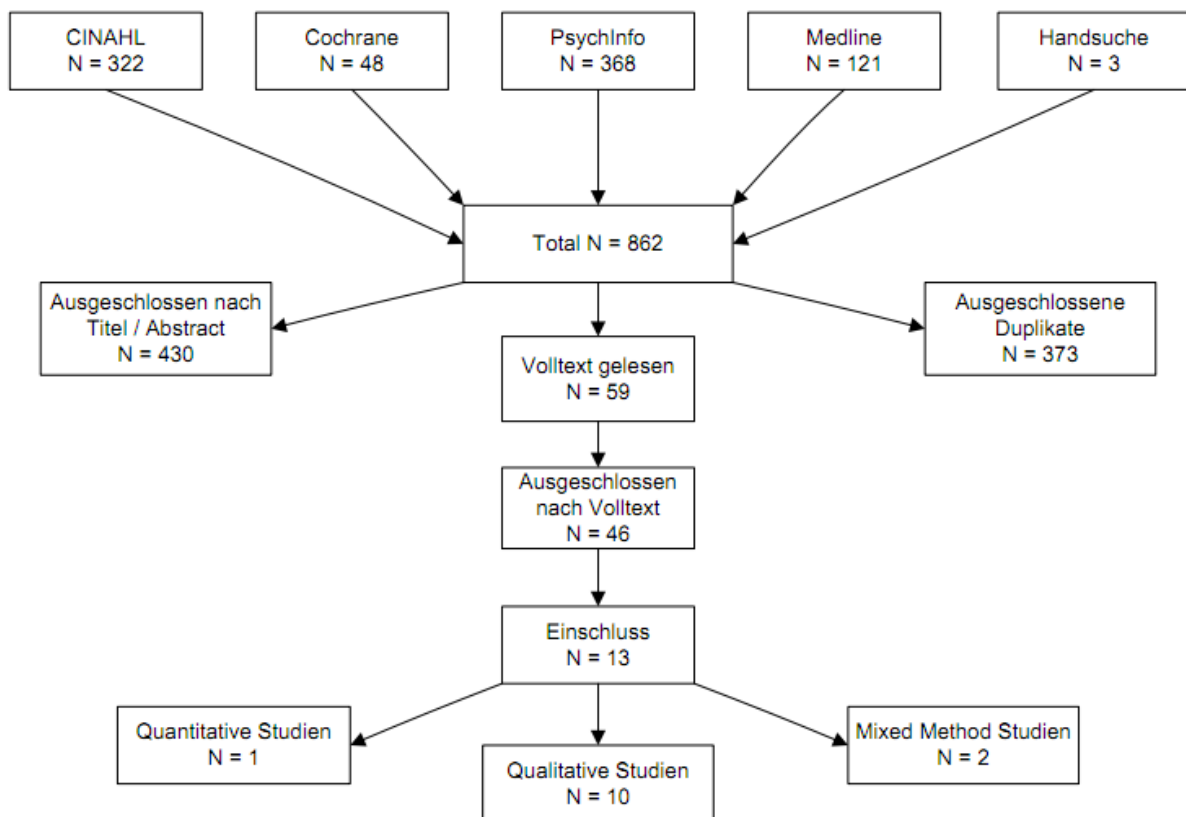 CINAHL
N = 322
Cochrane
N = 48
PsychInfo
N = 368
Medline
N = 121
Handsuche
N = 3
Total N = 862
Ausgeschlossen nach
Titel / Abstract
N = 430
Ausgeschlossene
Duplikate
N = 373
Volltext gelesen
N = 59
Ausgeschlossen
nach Volltext
N = 46
Einschluss
N = 13
Quantitative Studien
N = 1
Qualitative Studien
N = 10
Mixed Method Studien
N = 2